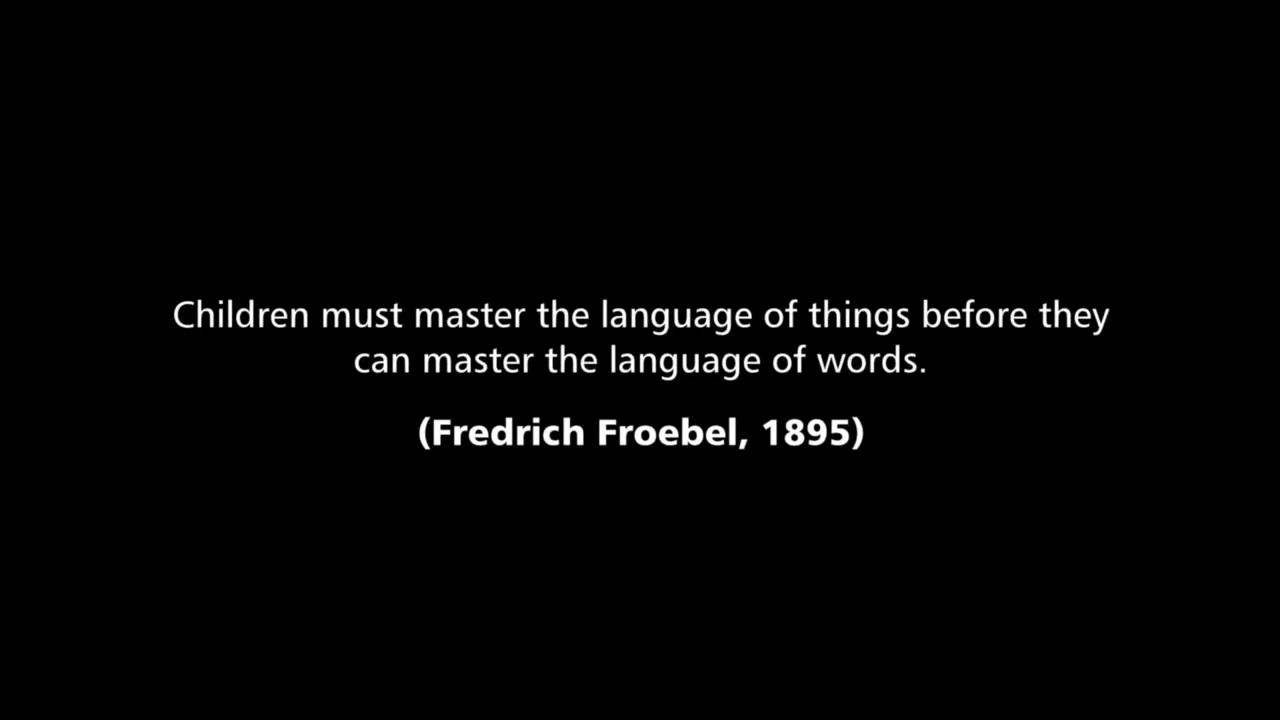 Children must master the language of things before they
can master the language of words.
(Fredrich Froebel, 1895)